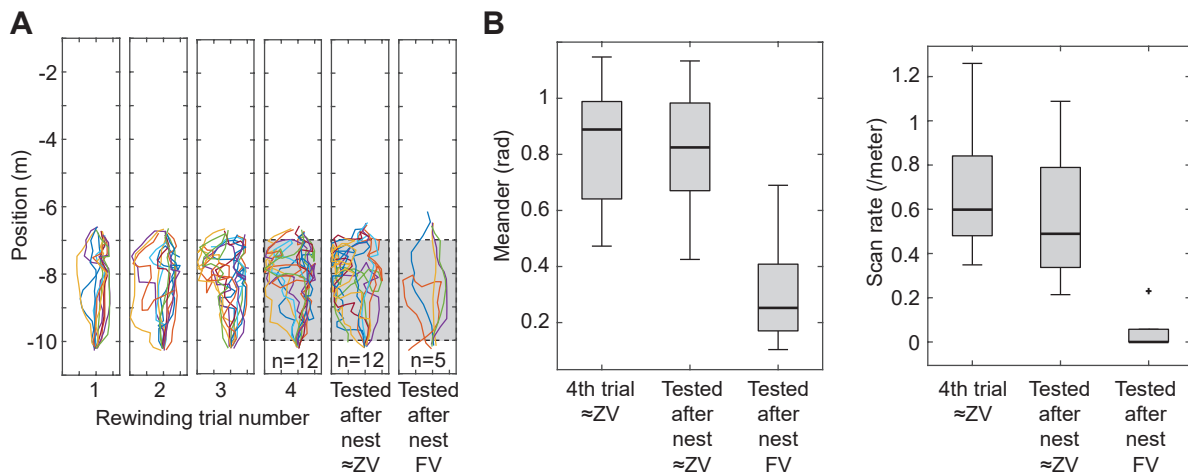 A
Position (m)
-2
-4
-6
-8
-10
n=12
n=12
n=5
1
2
3
4
Tested
after
nest
≈ZV
Tested
after
nest
FV
Rewinding trial number
B
Meander (rad)
1
0.8
0.6
0.4
0.2
4th trial
≈ZV
Tested
after
nest
≈ZV
Tested
after
nest
FV
Scan rate (/meter)
1.2
1
0.8
0.6
0.4
0.2
0
4th trial
≈ZV
Tested
after
nest
≈ZV
Tested
after
nest
FV